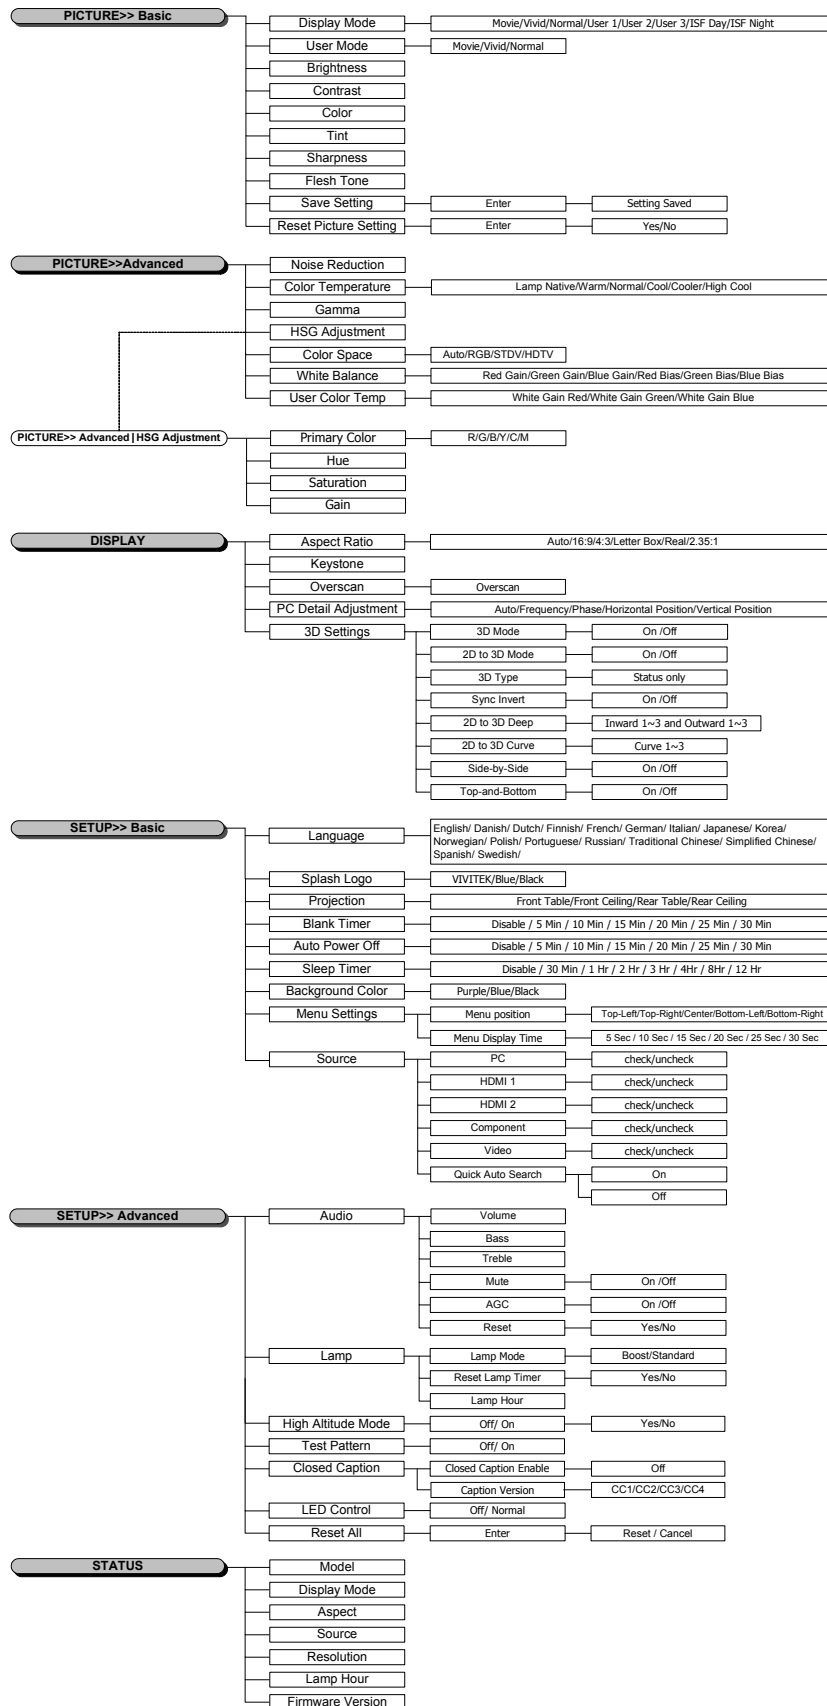 PICTURE>> Basic
Display Mode
Movie/Vivid/Normal/User 1/User 2/User 3/ISF Day/ISF Night
User Mode
Movie/Vivid/Normal
Brightness
Contrast
Color
Tint
Sharpness
Flesh Tone
Save Setting
Enter
Setting Saved
Reset Picture Setting
Enter
Yes/No
PICTURE>>Advanced
Noise Reduction
Color Temperature
Lamp Native/Warm/Normal/Cool/Cooler/High Cool
Gamma
HSG Adjustment
Color Space
Auto/RGB/STDV/HDTV
White Balance
Red Gain/Green Gain/Blue Gain/Red Bias/Green Bias/Blue Bias
User Color Temp
White Gain Red/White Gain Green/White Gain Blue
PICTURE>> Advanced | HSG Adjustment
Primary Color
R/G/B/Y/C/M
Hue
Saturation
Gain
DISPLAY
Aspect Ratio
Auto/16:9/4:3/Letter Box/Real/2.35:1
Keystone
Overscan
Overscan
PC Detail Adjustment
Auto/Frequency/Phase/Horizontal Position/Vertical Position
3D Settings
3D Mode
On /Off
2D to 3D Mode
On /Off
3D Type
Status only
Sync Invert
On /Off
2D to 3D Deep
Inward 1~3 and Outward 1~3
2D to 3D Curve
Curve 1~3
Side-by-Side
On /Off
Top-and-Bottom
On /Off
SETUP>> Basic
Language
English/ Danish/ Dutch/ Finnish/ French/ German/ Italian/ Japanese/ Korea/
Norwegian/ Polish/ Portuguese/ Russian/ Traditional Chinese/ Simplified Chinese/
Spanish/ Swedish/
Splash Logo
VIVITEK/Blue/Black
Projection
Front Table/Front Ceiling/Rear Table/Rear Ceiling
Blank Timer
Disable / 5 Min / 10 Min / 15 Min / 20 Min / 25 Min / 30 Min
Auto Power Off
Disable / 5 Min / 10 Min / 15 Min / 20 Min / 25 Min / 30 Min
Sleep Timer
Disable / 30 Min / 1 Hr / 2 Hr / 3 Hr / 4Hr / 8Hr / 12 Hr
Background Color
Purple/Blue/Black
Menu Settings
Menu position
Top-Left/Top-Right/Center/Bottom-Left/Bottom-Right
Menu Display Time
5 Sec / 10 Sec / 15 Sec / 20 Sec / 25 Sec / 30 Sec
Source
PC
check/uncheck
HDMI 1
check/uncheck
HDMI 2
check/uncheck
Component
check/uncheck
Video
check/uncheck
Quick Auto Search
On
Off
SETUP>> Advanced
Audio
Volume
Bass
Treble
Mute
On /Off
AGC
On /Off
Reset
Yes/No
Lamp
Lamp Mode
Boost/Standard
Reset Lamp Timer
Yes/No
Lamp Hour
High Altitude Mode
Off/ On
Yes/No
Test Pattern
Off/ On
Closed Caption
Closed Caption Enable
Off
Caption Version
CC1/CC2/CC3/CC4
LED Control
Off/ Normal
Reset All
Enter
Reset / Cancel
STATUS
Model
Display Mode
Aspect
Source
Resolution
Lamp Hour
Firmware Version